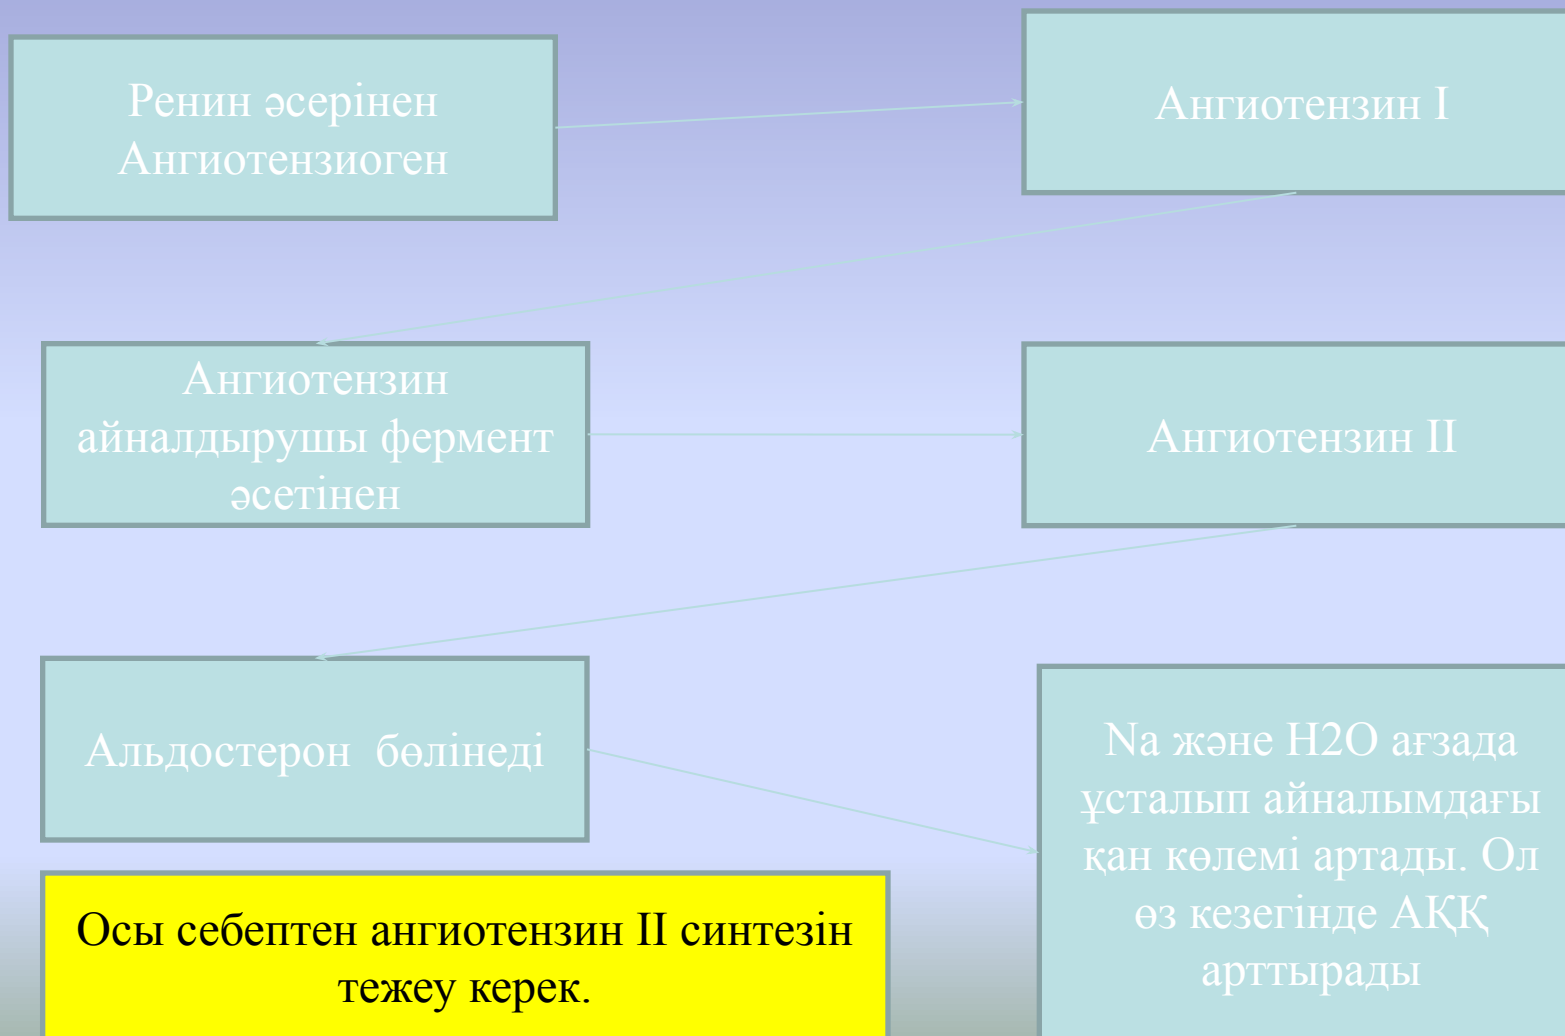 Ренин әсерінен
Ангиотензиоген
Ангиотензин I
Ангиотензин
айналдырушы фермент
әсетінен
Ангиотензин II
Альдостерон бөлінеді
Na және H2O ағзада
ұсталып айналымдағы
қан көлемі артады. Ол
өз кезегінде АҚҚ
арттырады
Осы себептен ангиотензин II синтезін
тежеу керек.